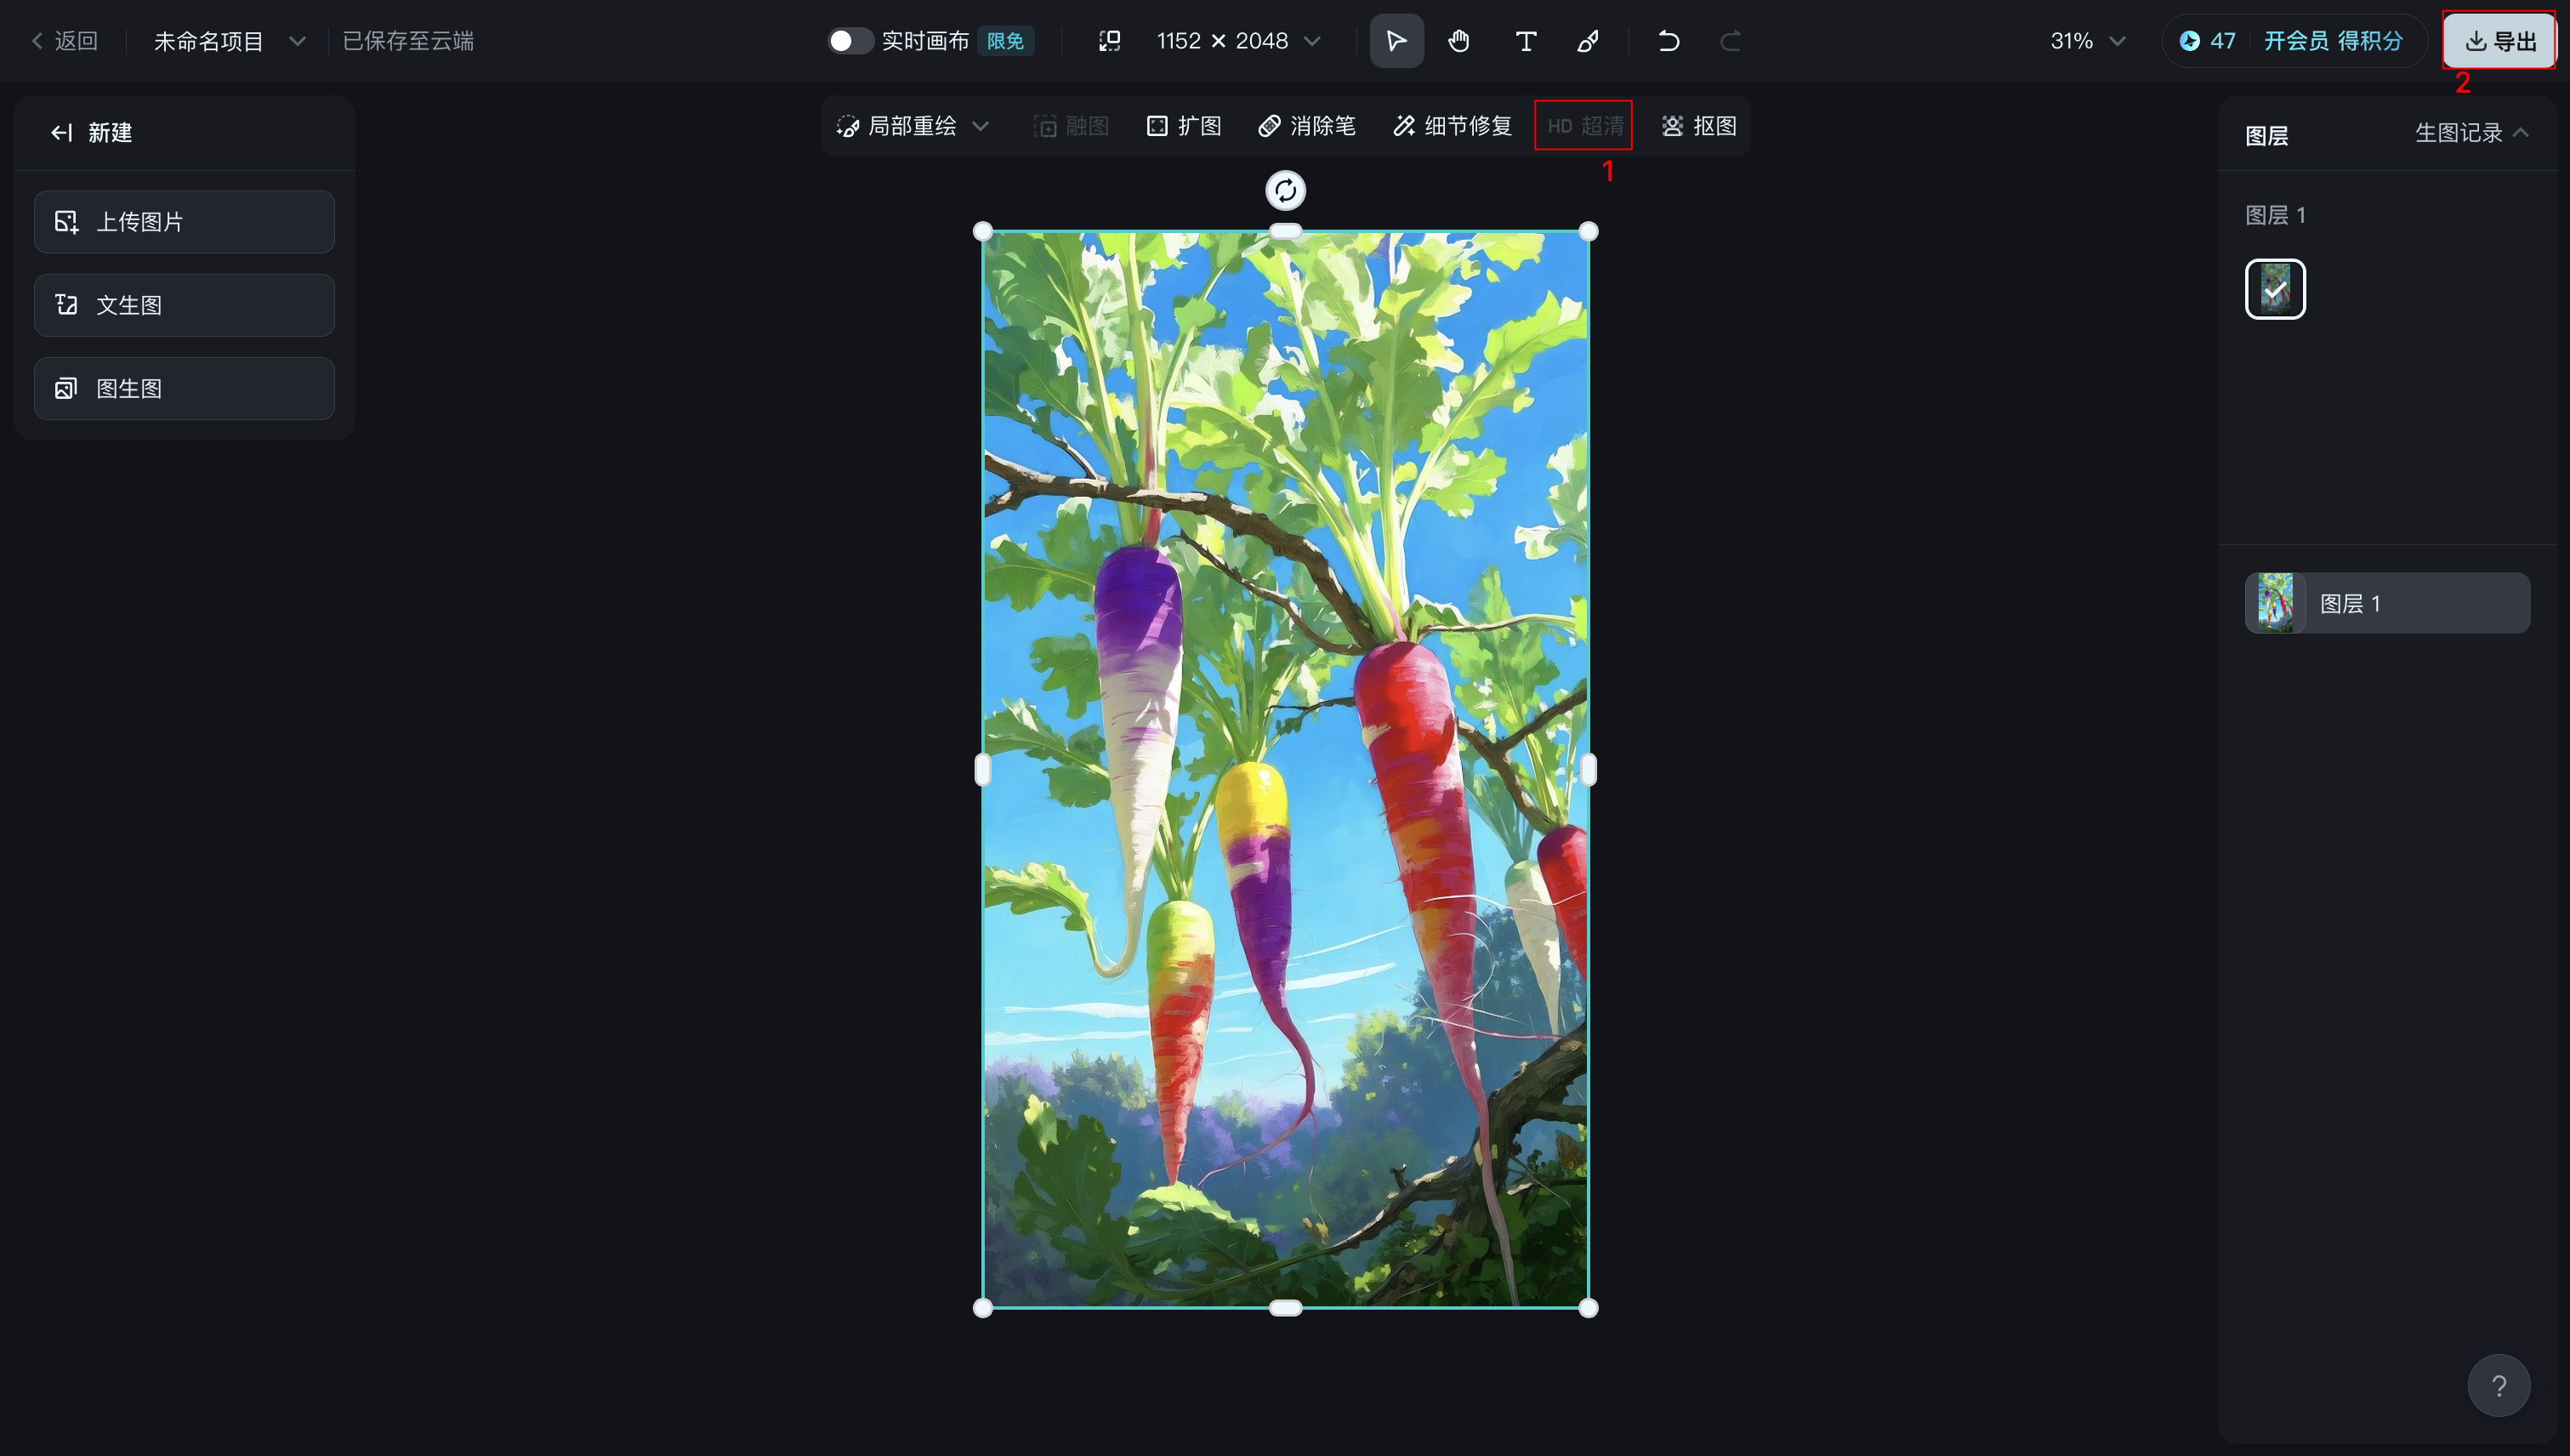 返回 未命名项目 已保存至云端 实时画布 限免 1152 × 2048 31% 47 开会员 得积分 导出
2
新建
局部重绘 融图 扩图 消除笔 细节修复 HD 超清 抠图
1
图层 生图记录
上传图片
图层 1
文生图
图生图
图层 1
?